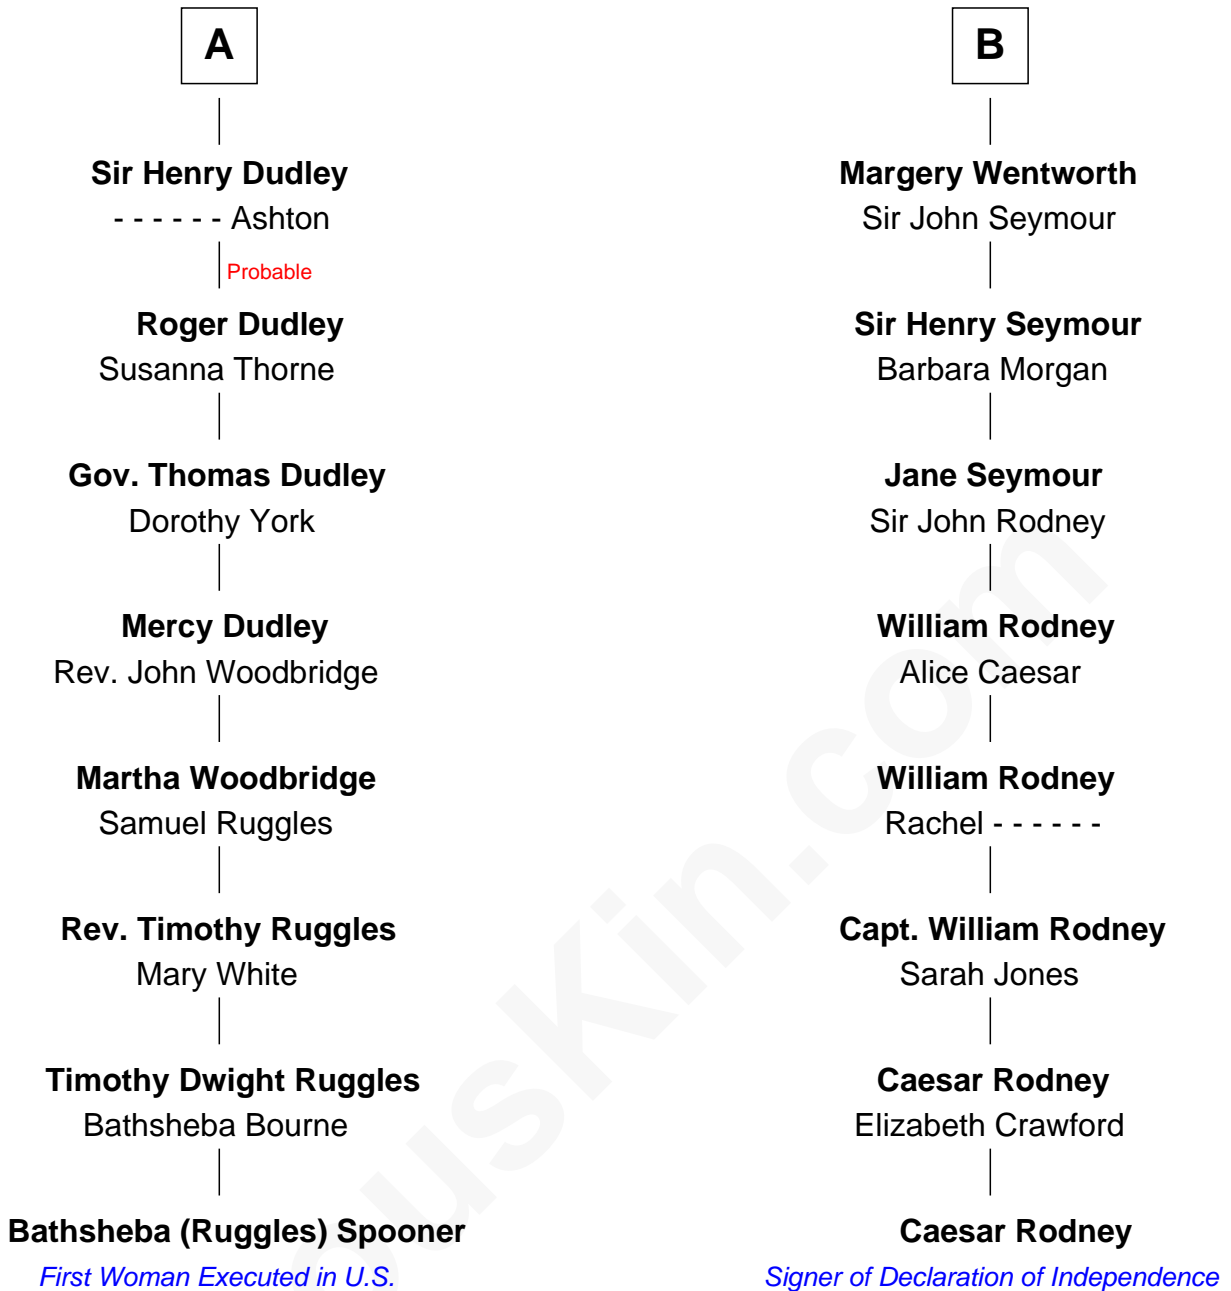 A
Sir Henry Dudley
- - - - - - Ashton
Probable
Roger Dudley
Susanna Thorne
Gov. Thomas Dudley
Dorothy York
Mercy Dudley
Rev. John Woodbridge
Martha Woodbridge
Samuel Ruggles
Rev. Timothy Ruggles
Mary White
Timothy Dwight Ruggles
Bathsheba Bourne
Bathsheba (Ruggles) Spooner
First Woman Executed in U.S.
B
Margery Wentworth
Sir John Seymour
Sir Henry Seymour
Barbara Morgan
Jane Seymour
Sir John Rodney
William Rodney
Alice Caesar
William Rodney
Rachel - - - - - -
Capt. William Rodney
Sarah Jones
Caesar Rodney
Elizabeth Crawford
Caesar Rodney
Signer of Declaration of Independence
ousKin.com